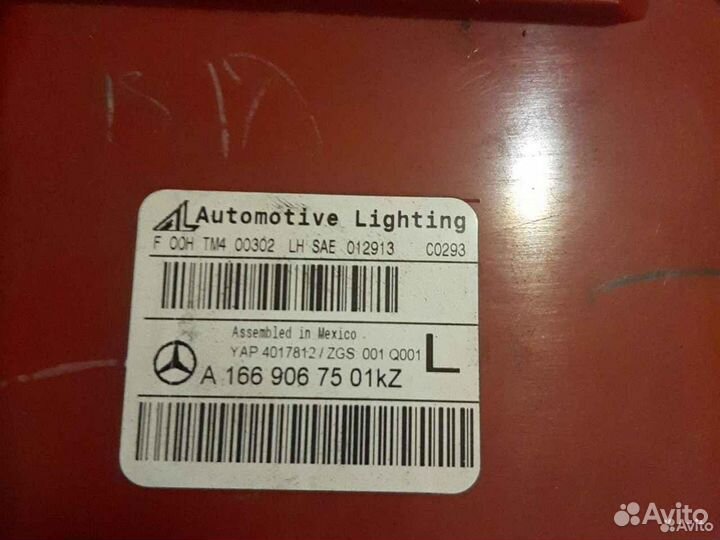 AL Automotive Lighting
F 00H TM4 00302 LH SAE 012913 C0293
Assembled in Mexico
YAP 4017812 / ZGS 001 Q001 L
A 166 906 75 01kZ
Avito